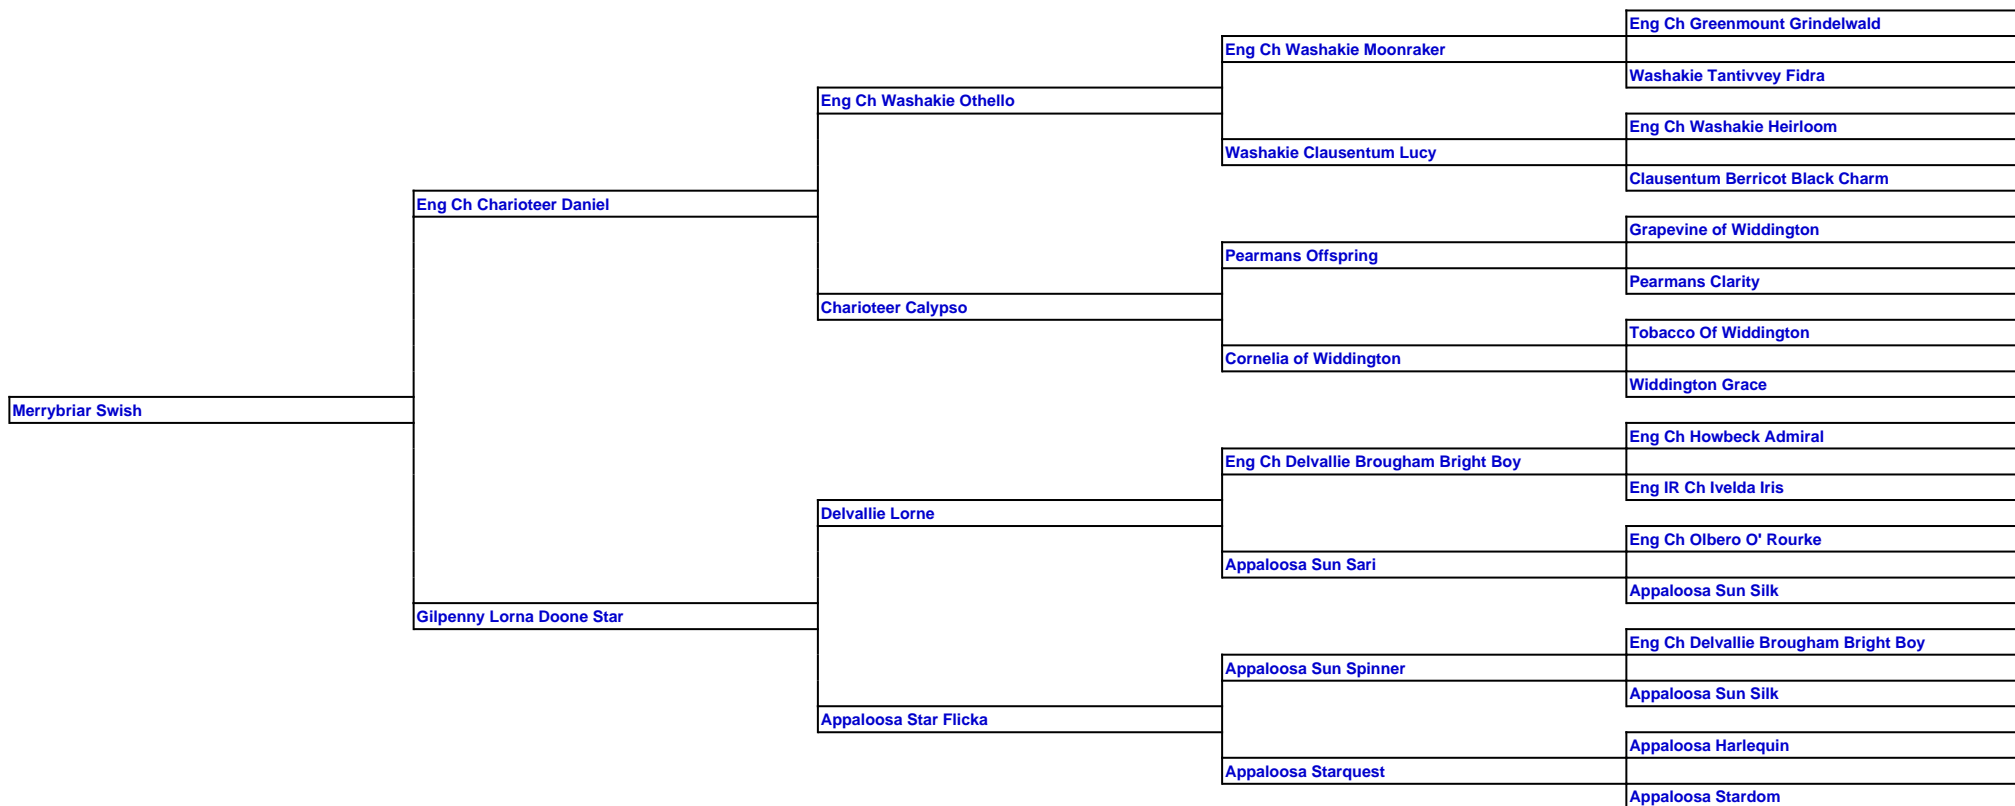 Eng Ch Greenmount Grindelwald
Eng Ch Washakie Moonraker
Washakie Tantivvey Fidra
Eng Ch Washakie Othello
Eng Ch Washakie Heirloom
Washakie Clausentum Lucy
Clausentum Berricot Black Charm
Eng Ch Charioteer Daniel
Grapevine of Widdington
Pearmans Offspring
Pearmans Clarity
Charioteer Calypso
Tobacco Of Widdington
Cornelia of Widdington
Widdington Grace
Merrybriar Swish
Eng Ch Howbeck Admiral
Eng Ch Delvallie Brougham Bright Boy
Eng IR Ch Ivelda Iris
Delvallie Lorne
Eng Ch Olbero O' Rourke
Appaloosa Sun Sari
Appaloosa Sun Silk
Gilpenny Lorna Doone Star
Eng Ch Delvallie Brougham Bright Boy
Appaloosa Sun Spinner
Appaloosa Sun Silk
Appaloosa Star Flicka
Appaloosa Harlequin
Appaloosa Starquest
Appaloosa Stardom